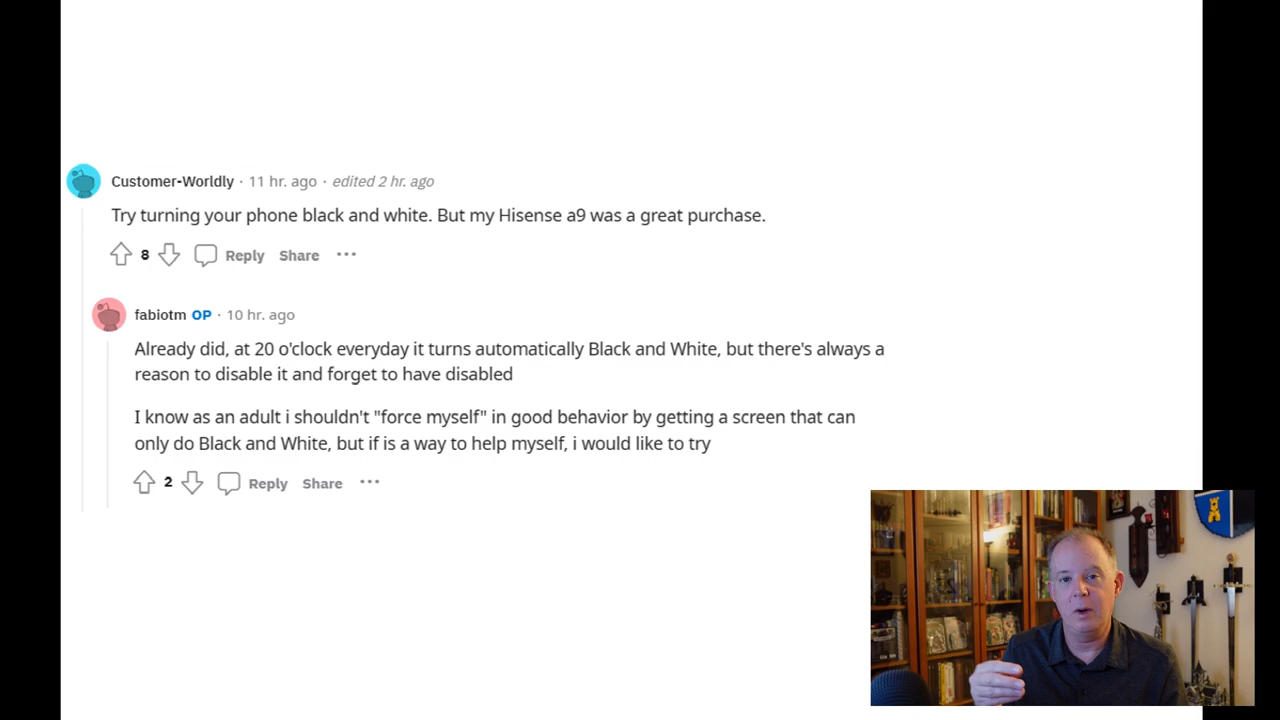 Customer-Worldly · 11 hr. ago · edited 2 hr. ago
Try turning your phone black and white. But my Hisense a9 was a great purchase.
8 Reply Share ···
fabiotm OP · 10 hr. ago
Already did, at 20 o'clock everyday it turns automatically Black and White, but there's always a
reason to disable it and forget to have disabled
I know as an adult i shouldn't "force myself" in good behavior by getting a screen that can
only do Black and White, but if is a way to help myself, i would like to try
2 Reply Share ···